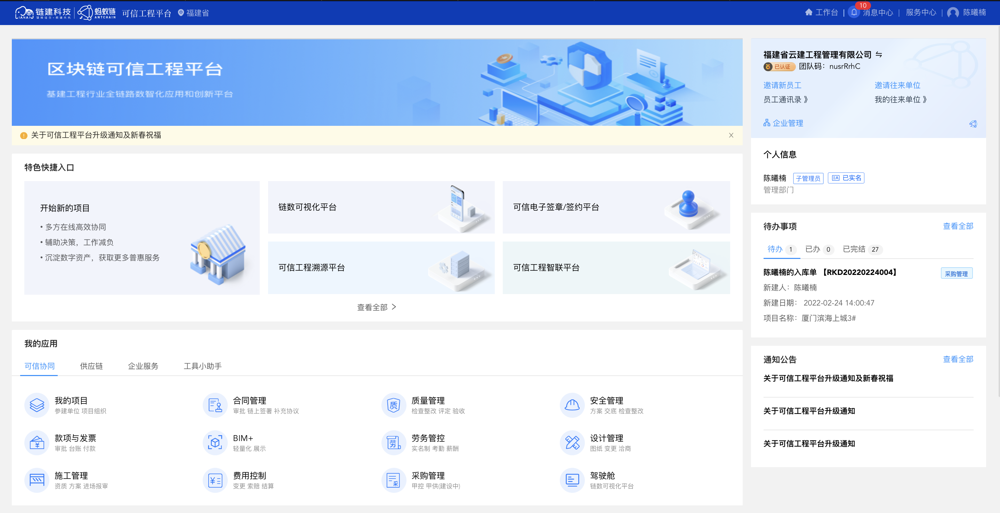 链建科技
LIANAIJ 链接信任·数建未来
蚂蚁链
ANTCHAIN
可信工程平台
福建省
工作台
10
消息中心
服务中心
陈曦楠
区块链可信工程平台
基建工程行业全链路数智化应用和创新平台
关于可信工程平台升级通知及新春祝福
特色快捷入口
开始新的项目
• 多方在线高效协同
• 辅助决策，工作减负
• 沉淀数字资产，获取更多普惠服务
链数可视化平台
可信电子签章/签约平台
可信工程溯源平台
可信工程智联平台
查看全部 >
我的应用
可信协同 供应链 企业服务 工具小助手
我的项目
参建单位 项目组织
合同管理
审批 链上签署 补充协议
质
质量管理
检查整改 评定 验收
安全管理
方案 交底 检查整改
¥
款项与发票
审批 台账 付款
BIM+
轻量化 展示
劳
劳务管控
实名制 考勤 薪酬
设计管理
图纸 变更 洽商
施工管理
资质 方案 进场报审
¥
费用控制
变更 索赔 结算
采
采购管理
甲控 甲供(建设中)
驾驶舱
链数可视化平台
福建省云建工程管理有限公司
已认证 团队码：nusrRrhC
邀请新员工 邀请往来单位
员工通讯录 》 我的往来单位 》
企业管理
个人信息
陈曦楠 子管理员 已实名
管理部门
待办事项 查看全部
待办 1 已办 0 已完结 27
陈曦楠的入库单 【RKD20220224004】 采购管理
新建人：陈曦楠
新建日期： 2022-02-24 14:00:47
项目名称：厦门滨海上城3#
通知公告 查看全部
关于可信工程平台升级通知及新春祝福
关于可信工程平台升级通知
关于可信工程平台升级通知